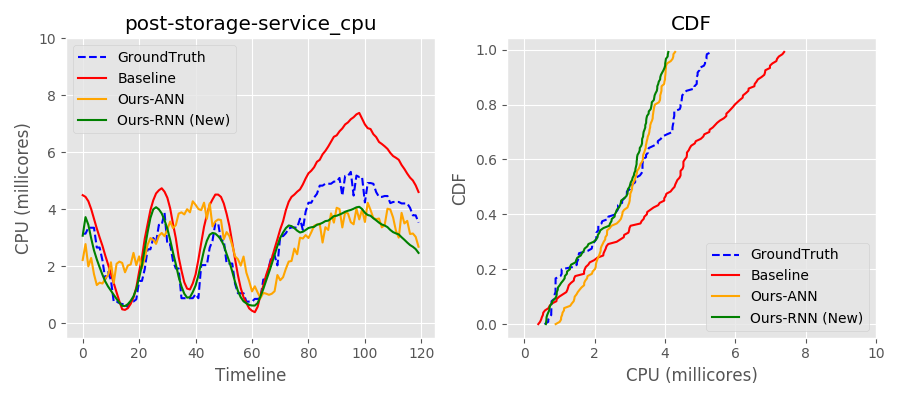 post-storage-service_cpu
CPU (millicores)
10
8
6
4
2
0
GroundTruth
Baseline
Ours-ANN
Ours-RNN (New)
0 20 40 60 80 100 120
Timeline
CDF
CDF
1.0
0.8
0.6
0.4
0.2
0.0
GroundTruth
Baseline
Ours-ANN
Ours-RNN (New)
0 2 4 6 8 10
CPU (millicores)